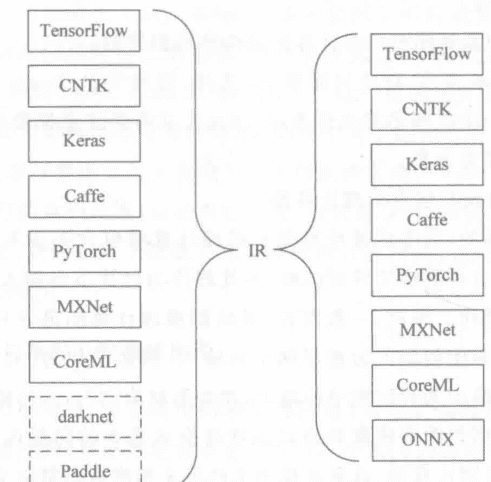 TensorFlow
CNTK
Keras
Caffe
PyTorch
MXNet
CoreML
darknet
Paddle
IR
TensorFlow
CNTK
Keras
Caffe
PyTorch
MXNet
CoreML
ONNX